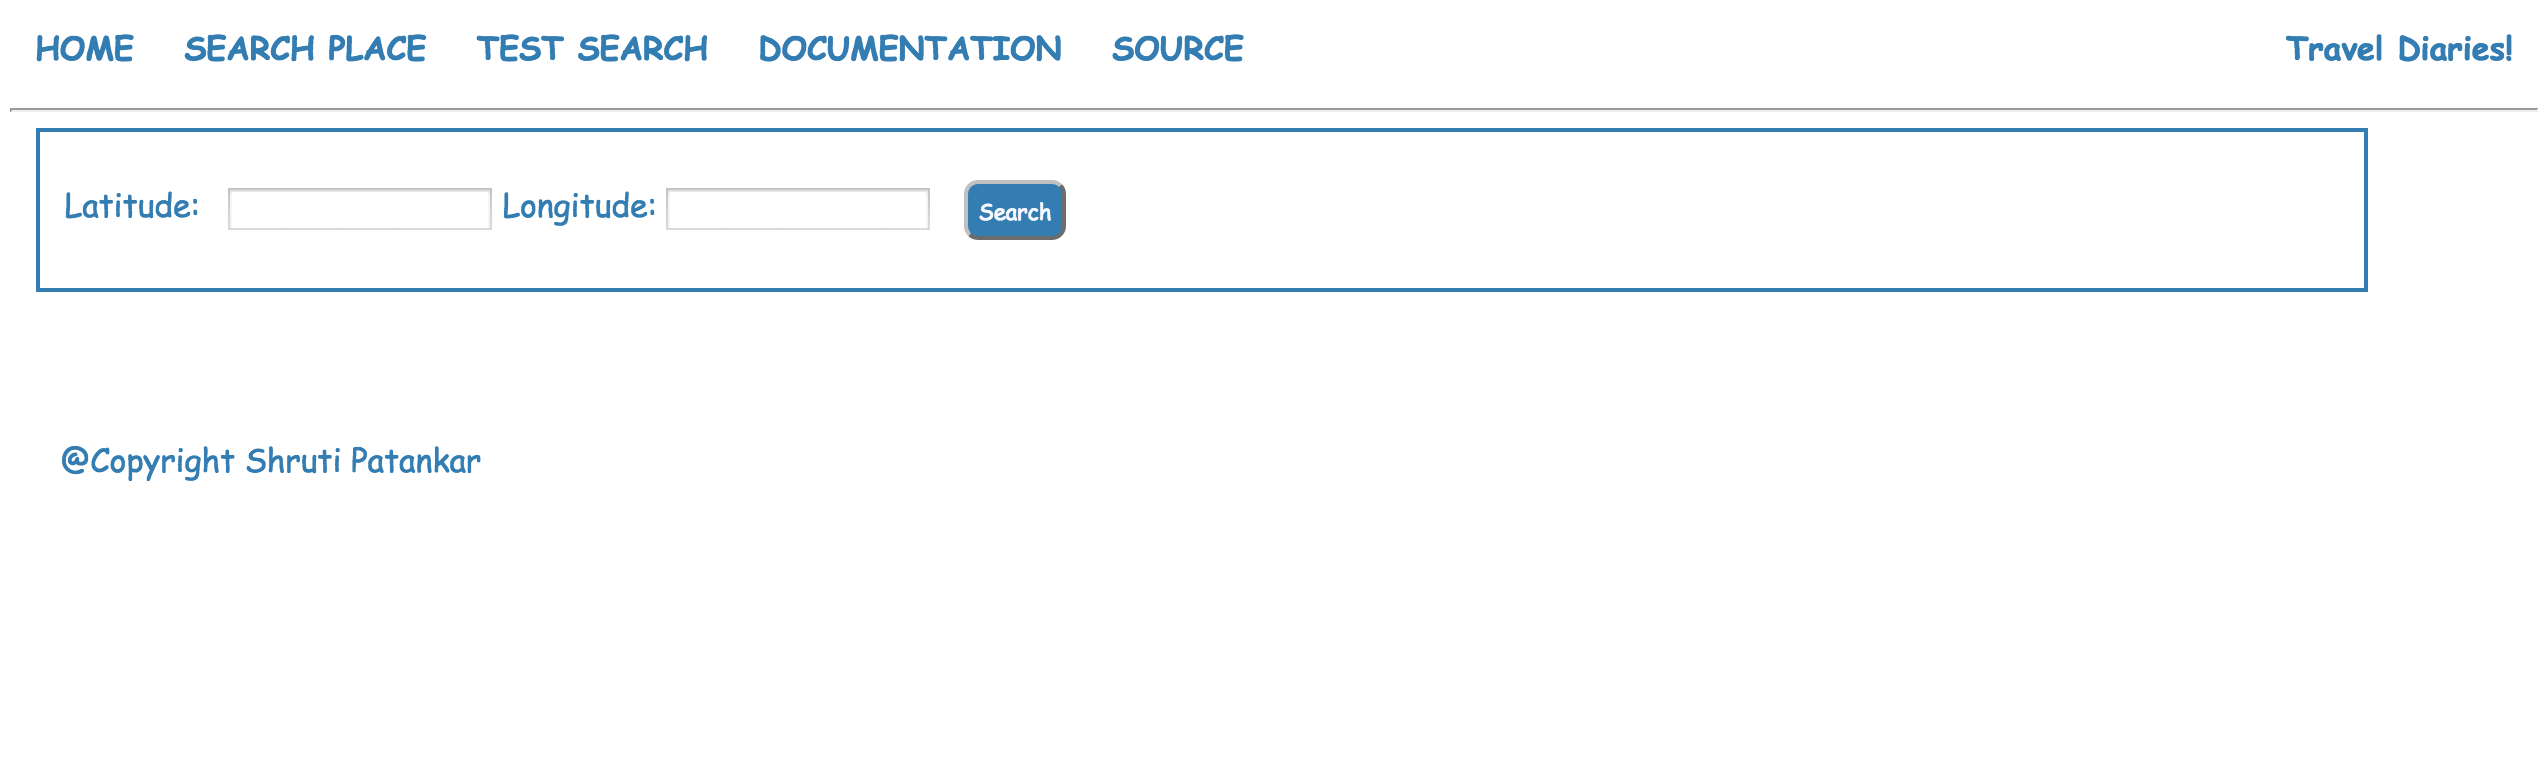 HOME SEARCH PLACE TEST SEARCH DOCUMENTATION SOURCE Travel Diaries!
Latitude: Longitude: Search
@Copyright Shruti Patankar